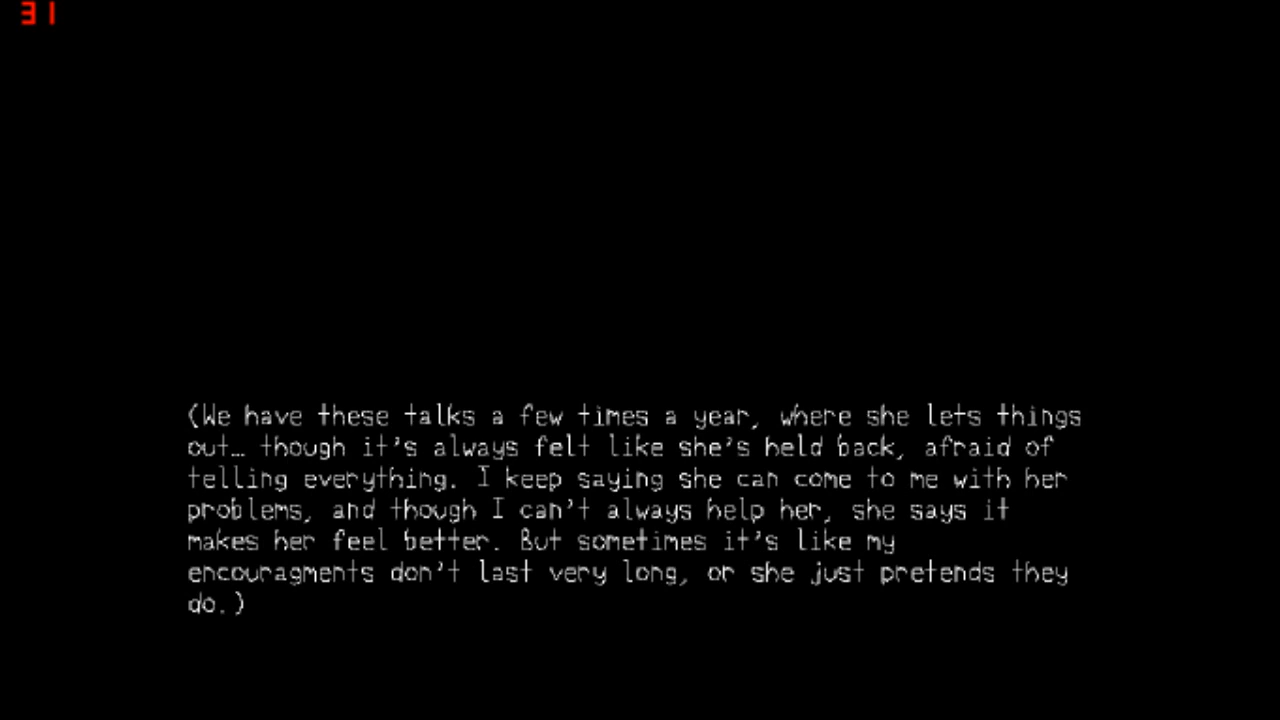 31
(We have these talks a few times a year, where she lets things
out… though it's always felt like she's held back, afraid of
telling everything. I keep saying she can come to me with her
problems, and though I can't always help her, she says it
makes her feel better. But sometimes it's like my
encouragments don't last very long, or she just pretends they
do.)